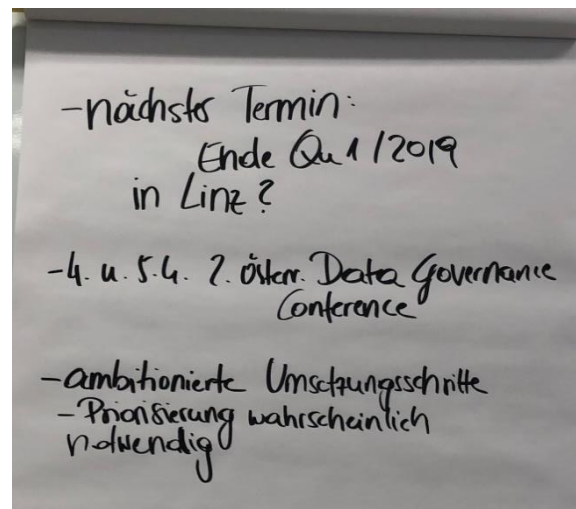 - nächster Termin:
Ende Qu 1 / 2019
in Linz?
- 4. u. 5.4. 2. österr. Data Governance
Conference
- ambitionierte Umsetzungsschritte
- Priorisierung wahrscheinlich
notwendig